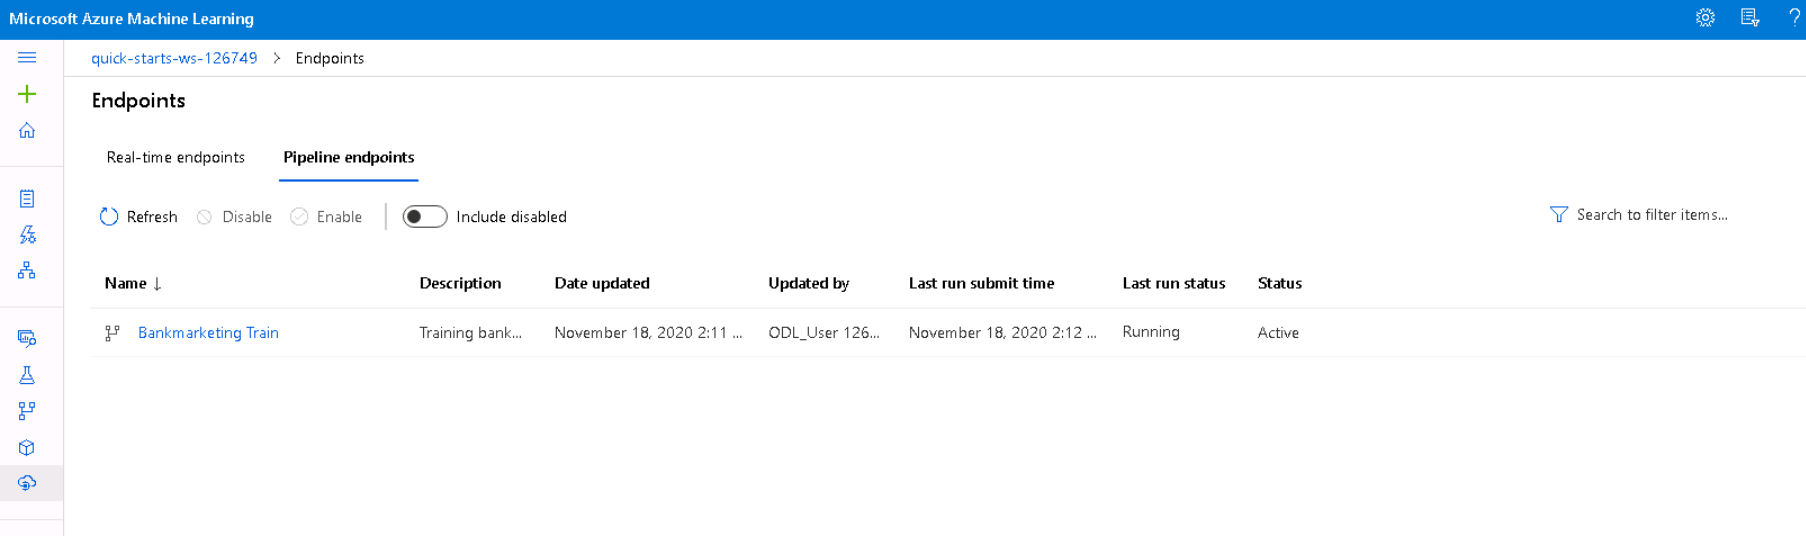 Microsoft Azure Machine Learning
?
quick-starts-ws-126749 > Endpoints
Endpoints
Real-time endpoints Pipeline endpoints
Refresh Disable Enable Include disabled Search to filter items...
Name ↓ Description Date updated Updated by Last run submit time Last run status Status
Bankmarketing Train Training bank... November 18, 2020 2:11 ... ODL_User 126... November 18, 2020 2:12 ... Running Active